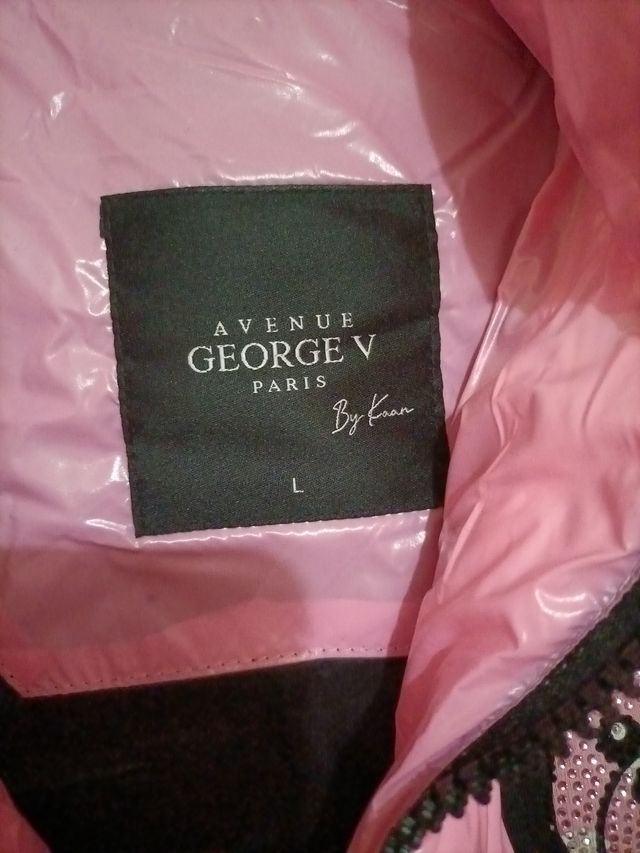 AVENUE
GEORGE V
PARIS
By Kaan
L